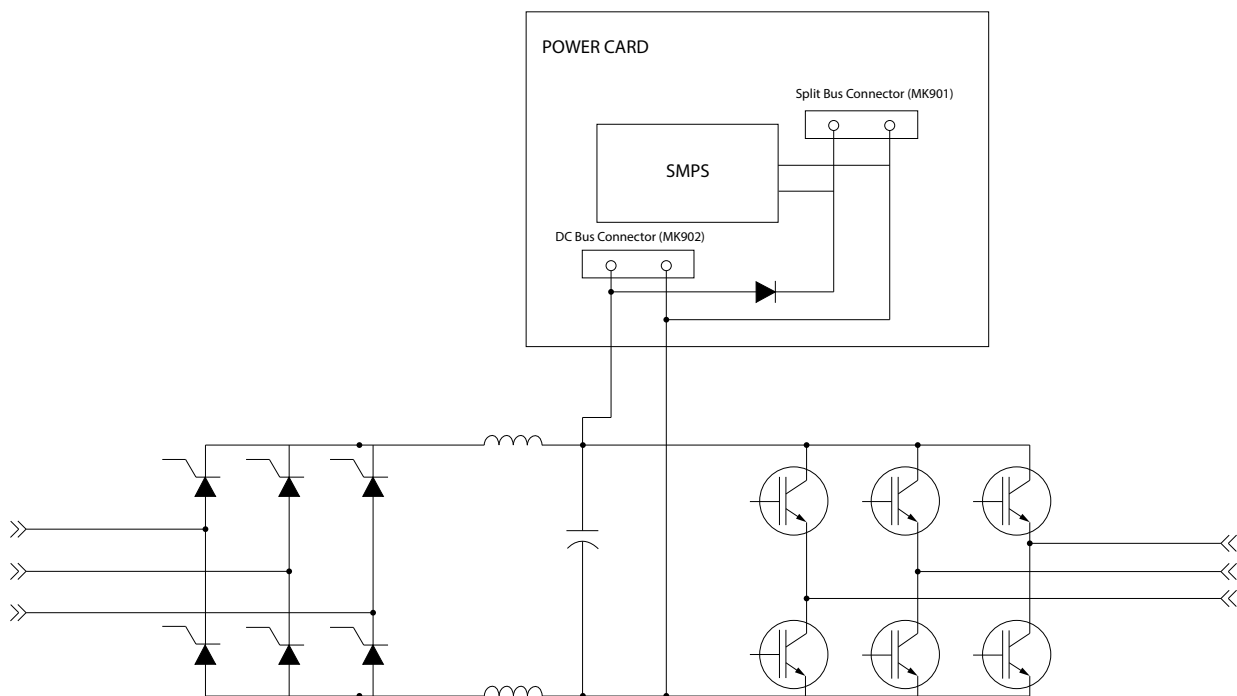 POWER CARD
Split Bus Connector (MK901)
SMPS
DC Bus Connector (MK902)